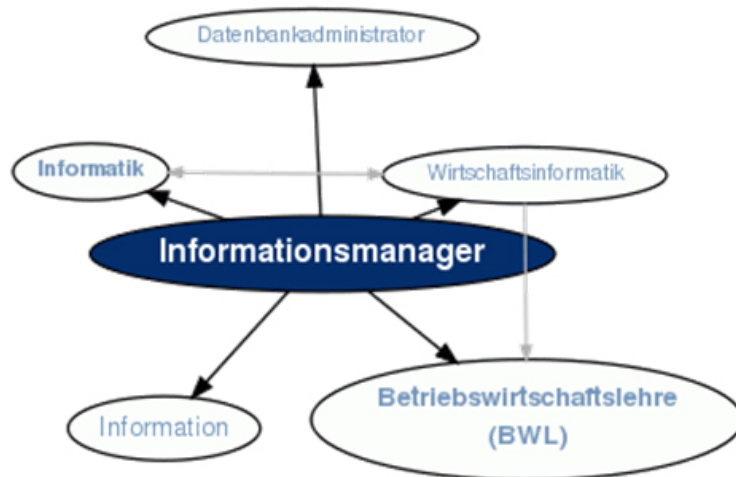 Datenbankadministrator
Informatik
Wirtschaftsinformatik
Informationsmanager
Betriebswirtschaftslehre
(BWL)
Information